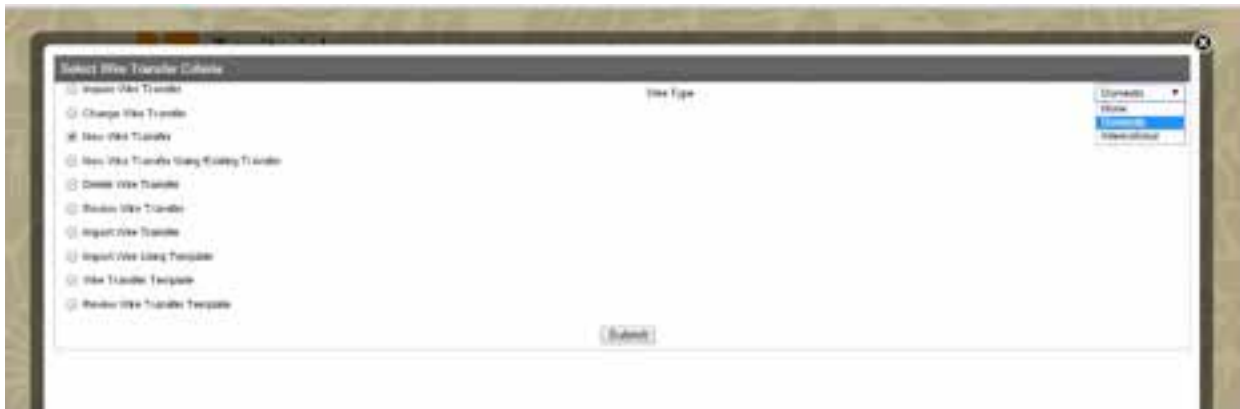 Select Wire Transfer Criteria
Inquire Wire Transfer
Wire Type
Domestic
Change Wire Transfer
None
New Wire Transfer
Domestic
International
New Wire Transfer Using Existing Transfer
Delete Wire Transfer
Review Wire Transfer
Import Wire Transfer
Import Wire Using Template
Wire Transfer Template
Review Wire Transfer Template
Submit